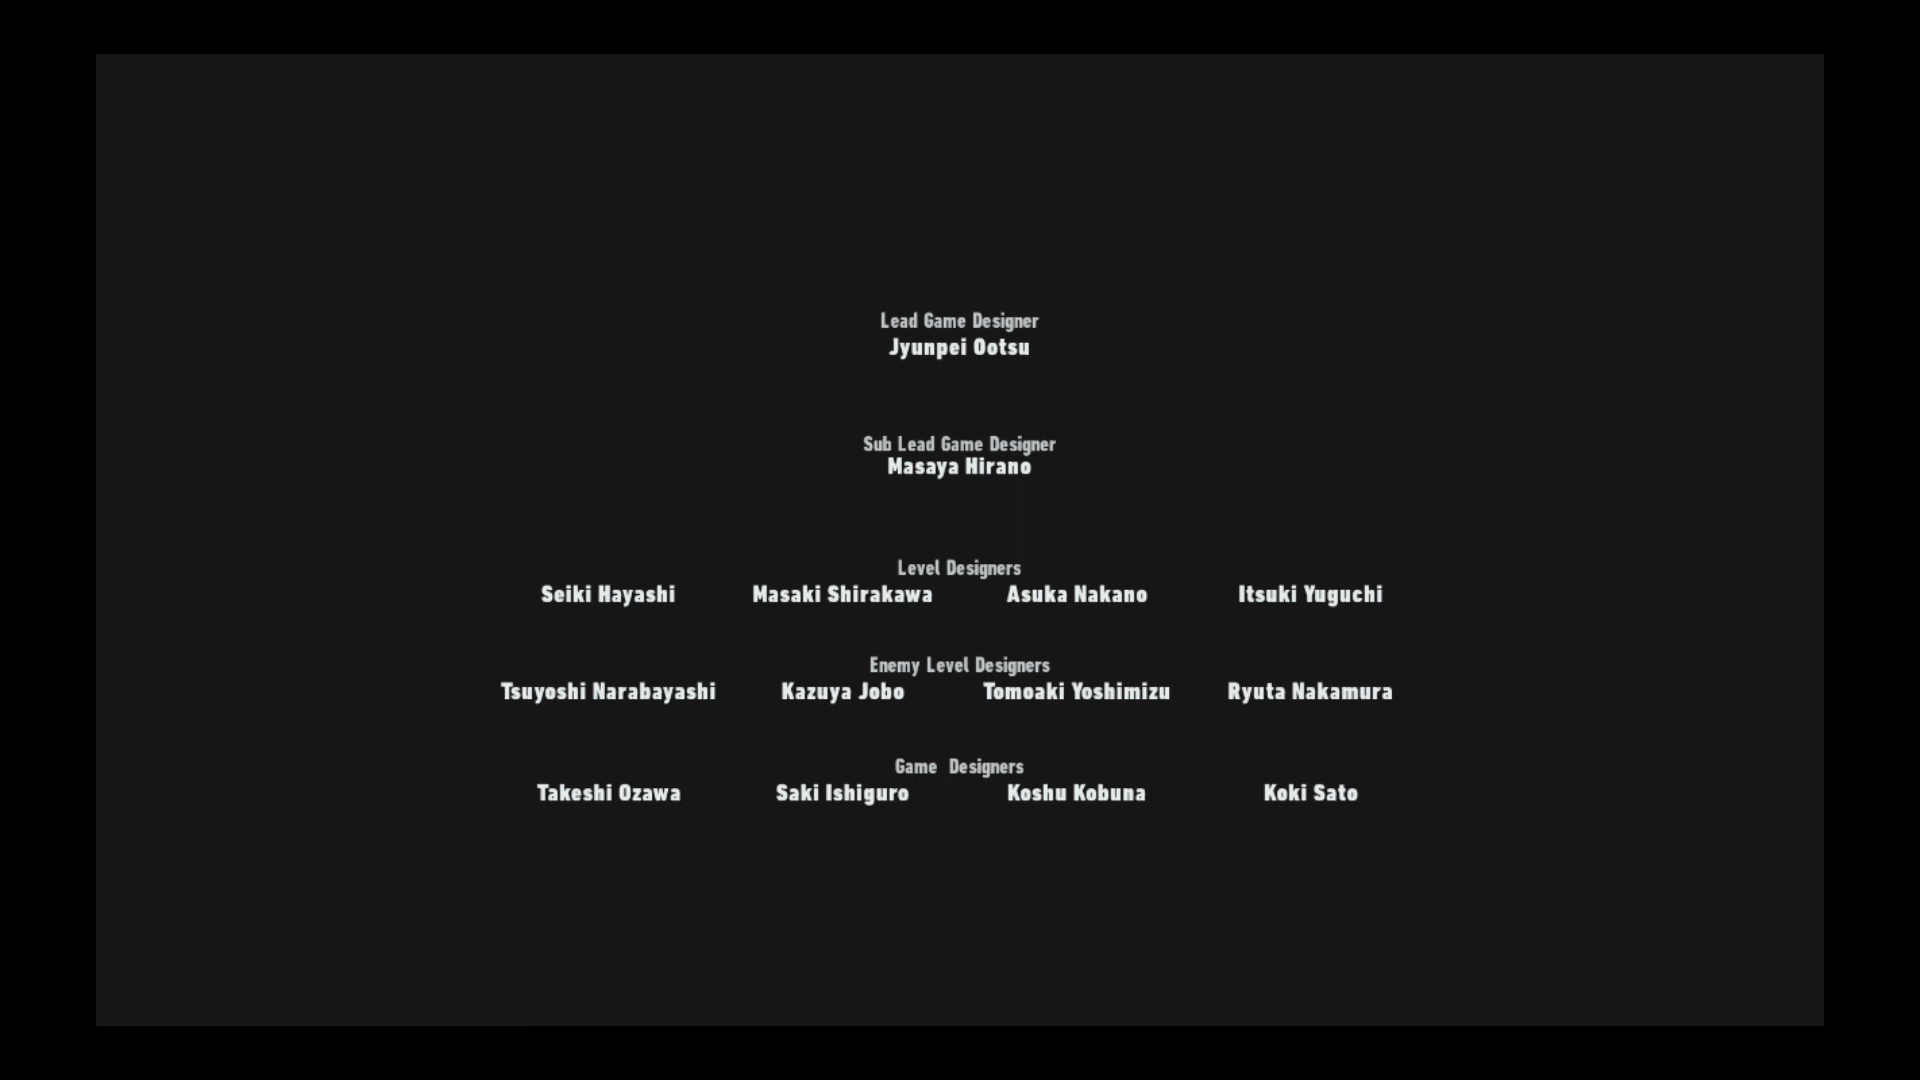 Lead Game Designer
Jyunpei Ootsu
Sub Lead Game Designer
Masaya Hirano
Level Designers
Seiki Hayashi Masaki Shirakawa Asuka Nakano Itsuki Yuguchi
Enemy Level Designers
Tsuyoshi Narabayashi Kazuya Jobo Tomoaki Yoshimizu Ryuta Nakamura
Game Designers
Takeshi Ozawa Saki Ishiguro Koshu Kobuna Koki Sato